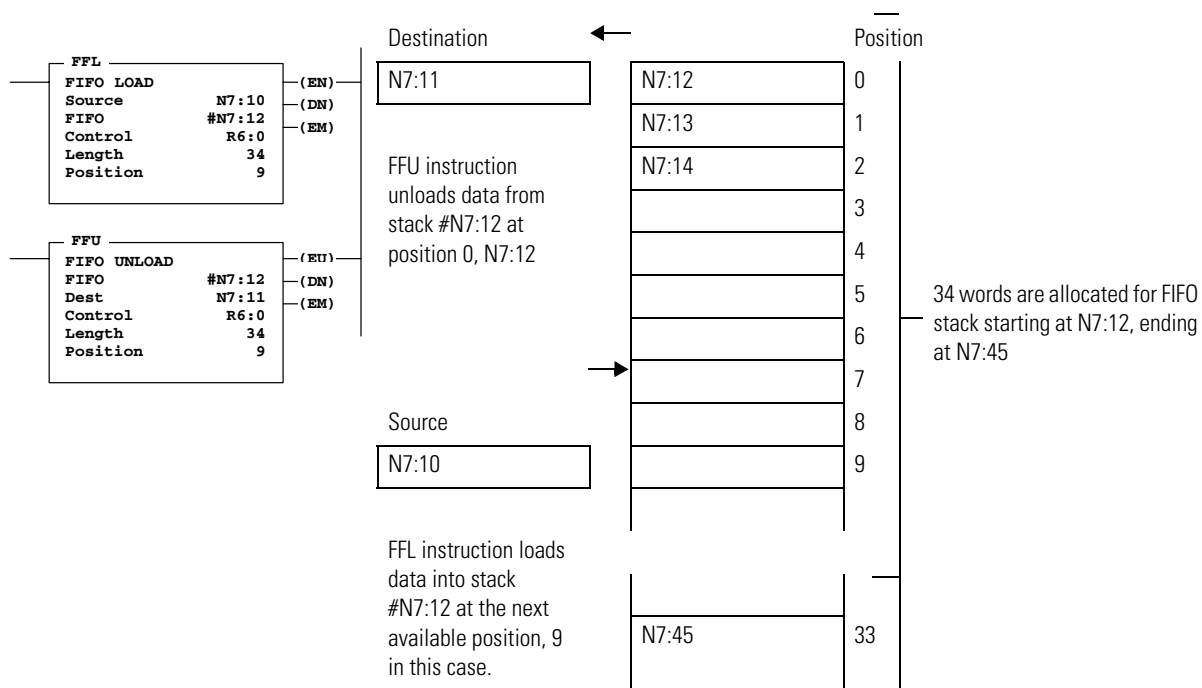 FFL
FIFO LOAD
Source N7:10
FIFO #N7:12
Control R6:0
Length 34
Position 9
(EN)
(DN)
(EM)
FFU
FIFO UNLOAD
FIFO #N7:12
Dest N7:11
Control R6:0
Length 34
Position 9
(EU)
(DN)
(EM)
Destination
N7:11
FFU instruction
unloads data from
stack #N7:12 at
position 0, N7:12
Source
N7:10
FFL instruction loads
data into stack
#N7:12 at the next
available position, 9
in this case.
Position
N7:12 0
N7:13 1
N7:14 2
3
4
5
6
7
8
9
N7:45 33
34 words are allocated for FIFO
stack starting at N7:12, ending
at N7:45